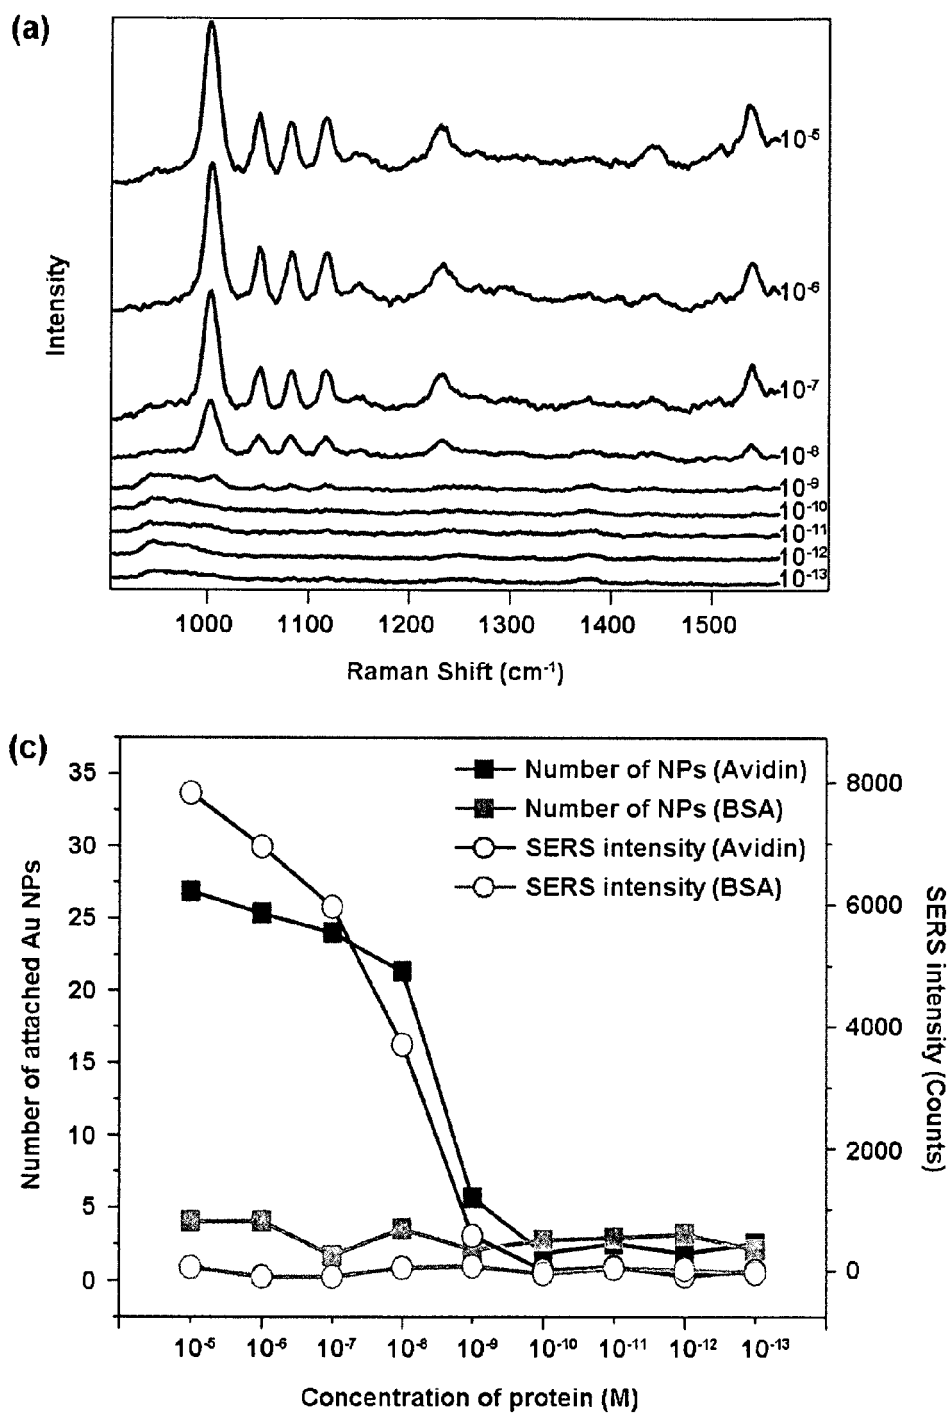 (a)
Intensity
10-5
10-6
10-7
10-8
10-9
10-10
10-11
10-12
10-13
1000 1100 1200 1300 1400 1500
Raman Shift (cm-1)
(c)
Number of attached Au NPs
35
30
25
20
15
10
5
0
Number of NPs (Avidin)
Number of NPs (BSA)
SERS intensity (Avidin)
SERS intensity (BSA)
8000
6000
4000
2000
0
SERS intensity (Counts)
10-5 10-6 10-7 10-8 10-9 10-10 10-11 10-12 10-13
Concentration of protein (M)